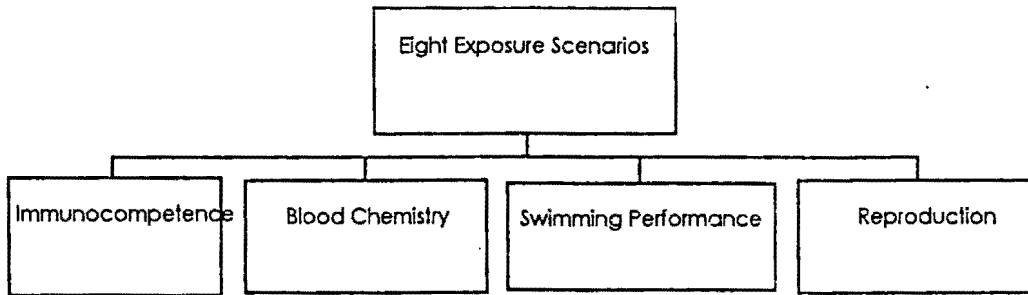 Eight Exposure Scenarios
Immunocompetence
Blood Chemistry
Swimming Performance
Reproduction